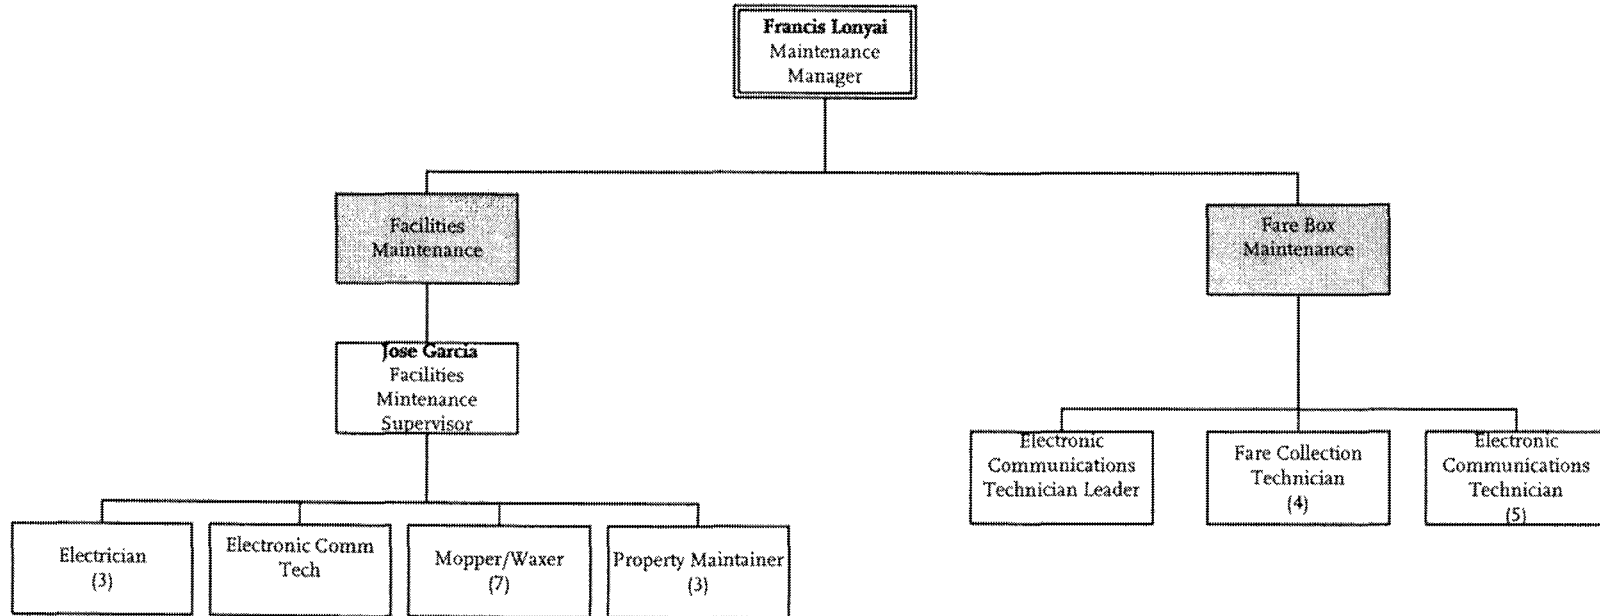 Francis Lonyai
Maintenance
Manager
Facilities
Maintenance
Fare Box
Maintenance
Jose Garcia
Facilities
Mintenance
Supervisor
Electronic
Communications
Technician Leader
Fare Collection
Technician
(4)
Electronic
Communications
Technician
(5)
Electrician
(3)
Electronic Comm
Tech
Mopper/Waxer
(7)
Property Maintainer
(3)